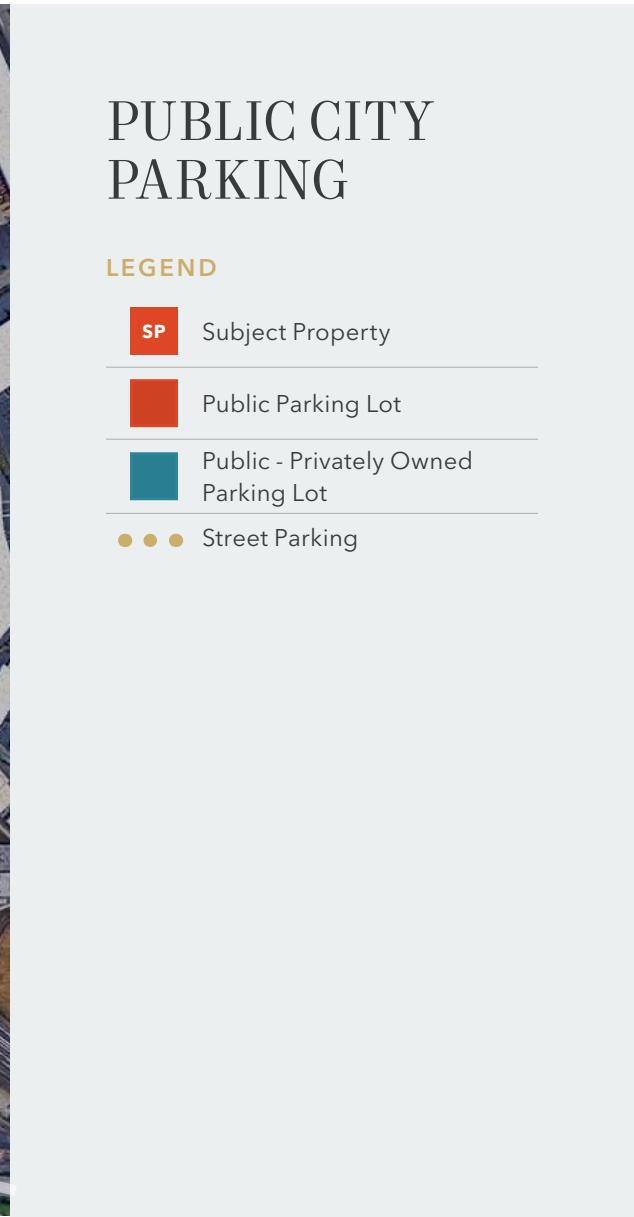 PUBLIC CITY
PARKING
LEGEND
SP Subject Property
Public Parking Lot
Public - Privately Owned
Parking Lot
Street Parking